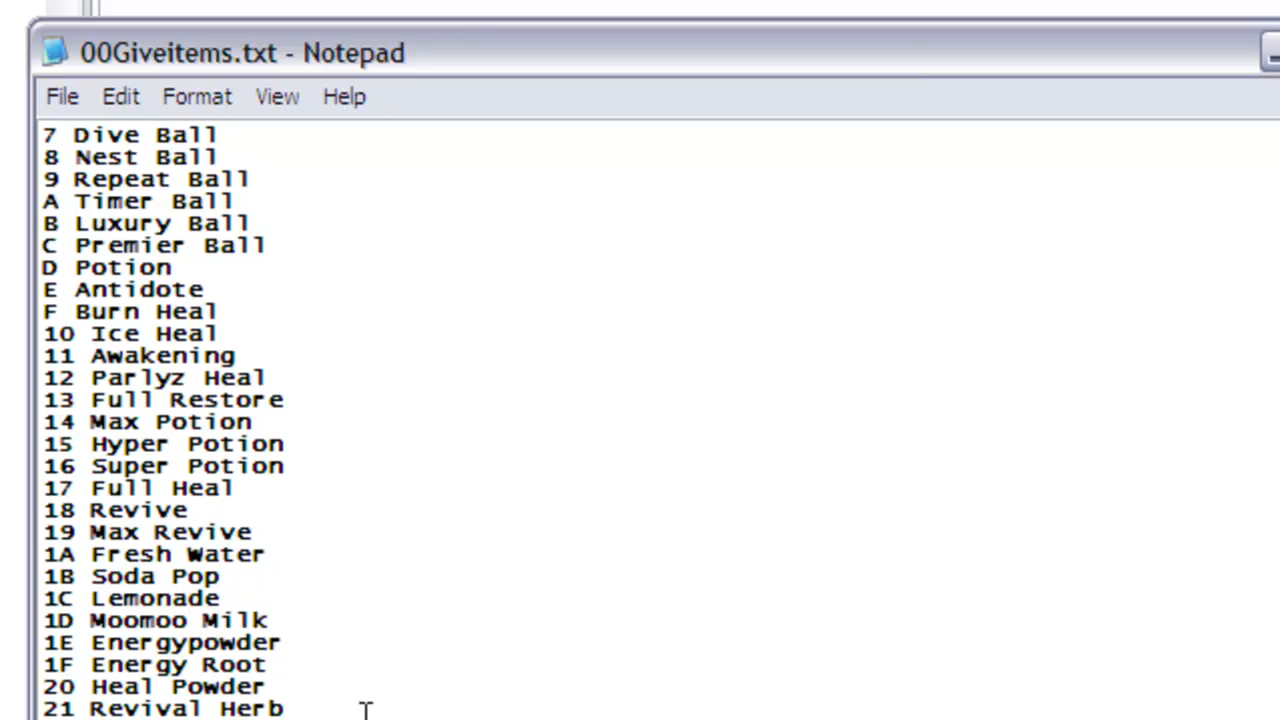 00Giveitems.txt - Notepad
File Edit Format View Help
7 Dive Ball
8 Nest Ball
9 Repeat Ball
A Timer Ball
B Luxury Ball
C Premier Ball
D Potion
E Antidote
F Burn Heal
10 Ice Heal
11 Awakening
12 Parlyz Heal
13 Full Restore
14 Max Potion
15 Hyper Potion
16 Super Potion
17 Full Heal
18 Revive
19 Max Revive
1A Fresh Water
1B Soda Pop
1C Lemonade
1D Moomoo Milk
1E Energypowder
1F Energy Root
20 Heal Powder
21 Revival Herb